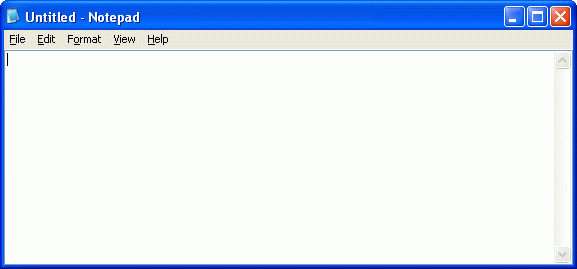 Untitled - Notepad
File Edit Format View Help